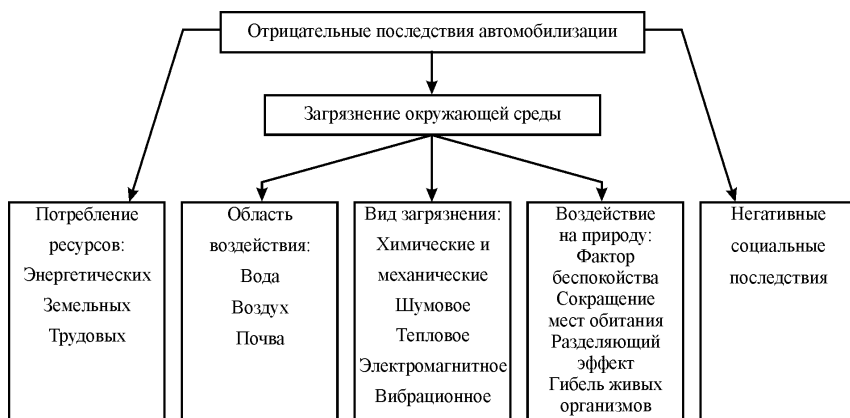 Отрицательные последствия автомобилизации
Загрязнение окружающей среды
Потребление
ресурсов:
Энергетических
Земельных
Трудовых
Область
воздействия:
Вода
Воздух
Почва
Вид загрязнения:
Химические и
механические
Шумовое
Тепловое
Электромагнитное
Вибрационное
Воздействие
на природу:
Фактор
беспокойства
Сокращение
мест обитания
Разделяющий
эффект
Гибель живых
организмов
Негативные
социальные
последствия